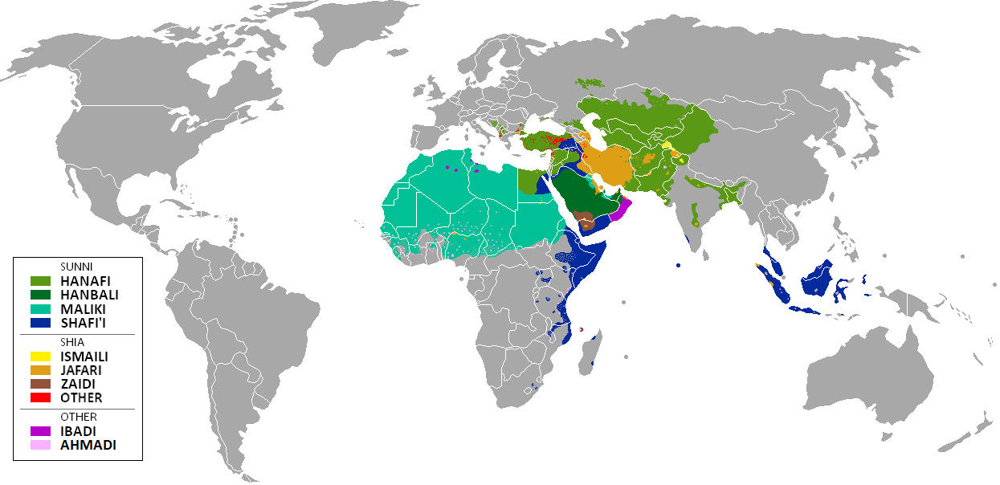 SUNNI
HANAFI
HANBALI
MALIKI
SHAFI'I
SHIA
ISMAILI
JAFARI
ZAIDI
OTHER
OTHER
IBADI
AHMADI